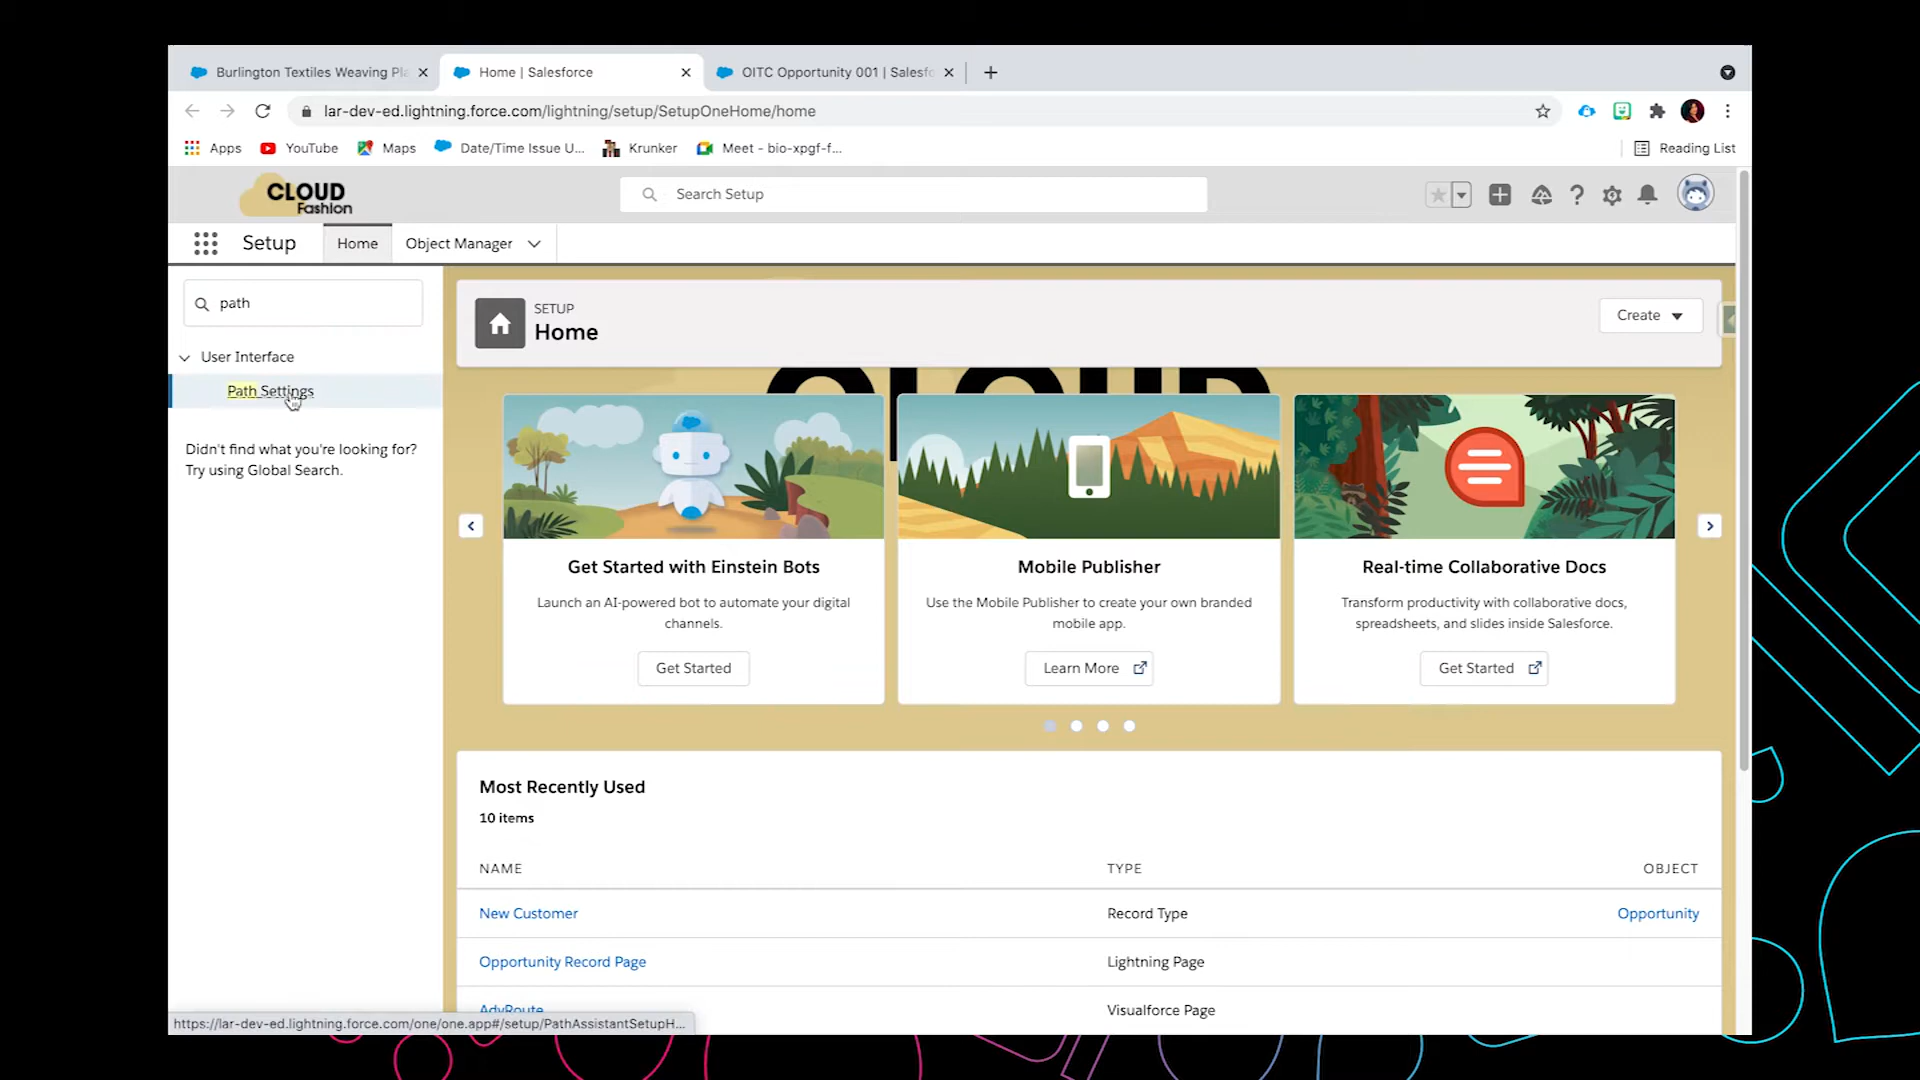 Burlington Textiles Weaving Pla
Home | Salesforce
OITC Opportunity 001 | Salesfo
lar-dev-ed.lightning.force.com/lightning/setup/SetupOneHome/home
Apps
YouTube
Maps
Date/Time Issue U...
Krunker
Meet - bio-xpgf-f...
Reading List
CLOUD
Fashion
Search Setup
Setup
Home
Object Manager
path
User Interface
Path Settings
Didn't find what you're looking for?
Try using Global Search.
SETUP
Home
Create
CLOUD
Get Started with Einstein Bots
Launch an AI-powered bot to automate your digital
channels.
Get Started
Mobile Publisher
Use the Mobile Publisher to create your own branded
mobile app.
Learn More
Real-time Collaborative Docs
Transform productivity with collaborative docs,
spreadsheets, and slides inside Salesforce.
Get Started
Most Recently Used
10 items
NAME
TYPE
OBJECT
New Customer
Record Type
Opportunity
Opportunity Record Page
Lightning Page
AdvRoute
Visualforce Page
https://lar-dev-ed.lightning.force.com/one/one.app#/setup/PathAssistantSetupH...